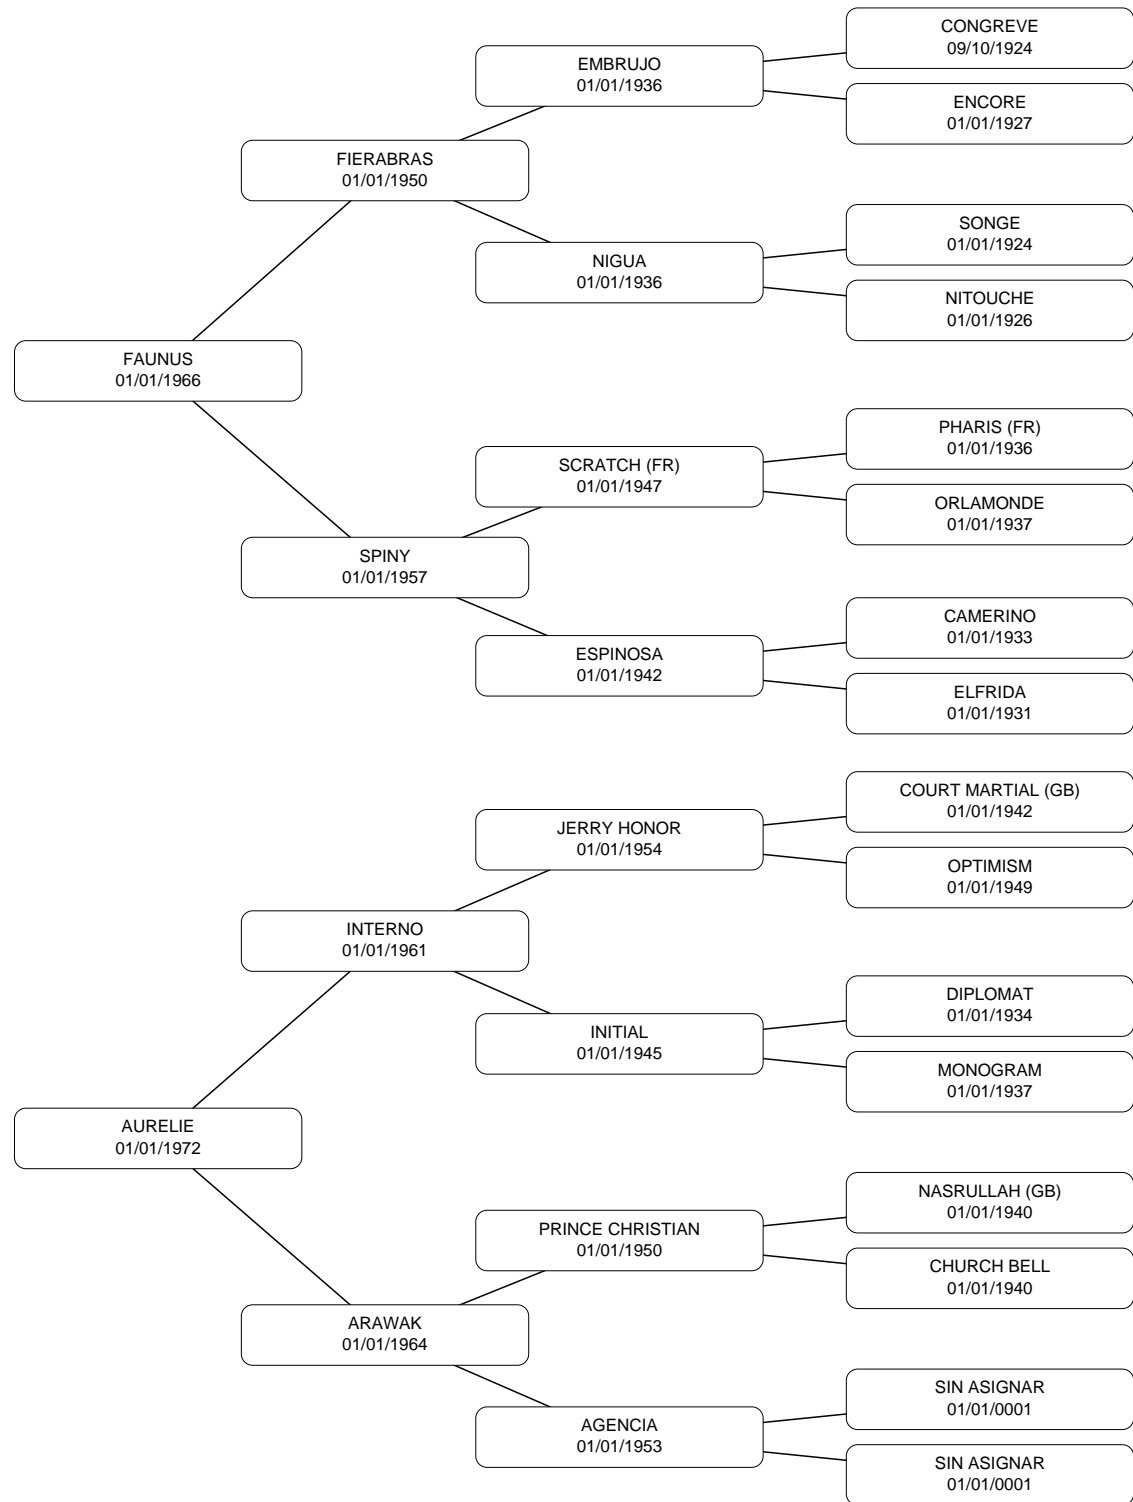 CONGREVE
09/10/1924
EMBRUJO
01/01/1936
ENCORE
01/01/1927
FIERABRAS
01/01/1950
SONGE
01/01/1924
NIGUA
01/01/1936
NITOUCHE
01/01/1926
FAUNUS
01/01/1966
PHARIS (FR)
01/01/1936
SCRATCH (FR)
01/01/1947
ORLAMONDE
01/01/1937
SPINY
01/01/1957
CAMERINO
01/01/1933
ESPINOSA
01/01/1942
ELFRIDA
01/01/1931
COURT MARTIAL (GB)
01/01/1942
JERRY HONOR
01/01/1954
OPTIMISM
01/01/1949
INTERNO
01/01/1961
DIPLOMAT
01/01/1934
INITIAL
01/01/1945
MONOGRAM
01/01/1937
AURELIE
01/01/1972
NASRULLAH (GB)
01/01/1940
PRINCE CHRISTIAN
01/01/1950
CHURCH BELL
01/01/1940
ARAWAK
01/01/1964
SIN ASIGNAR
01/01/0001
AGENCIA
01/01/1953
SIN ASIGNAR
01/01/0001